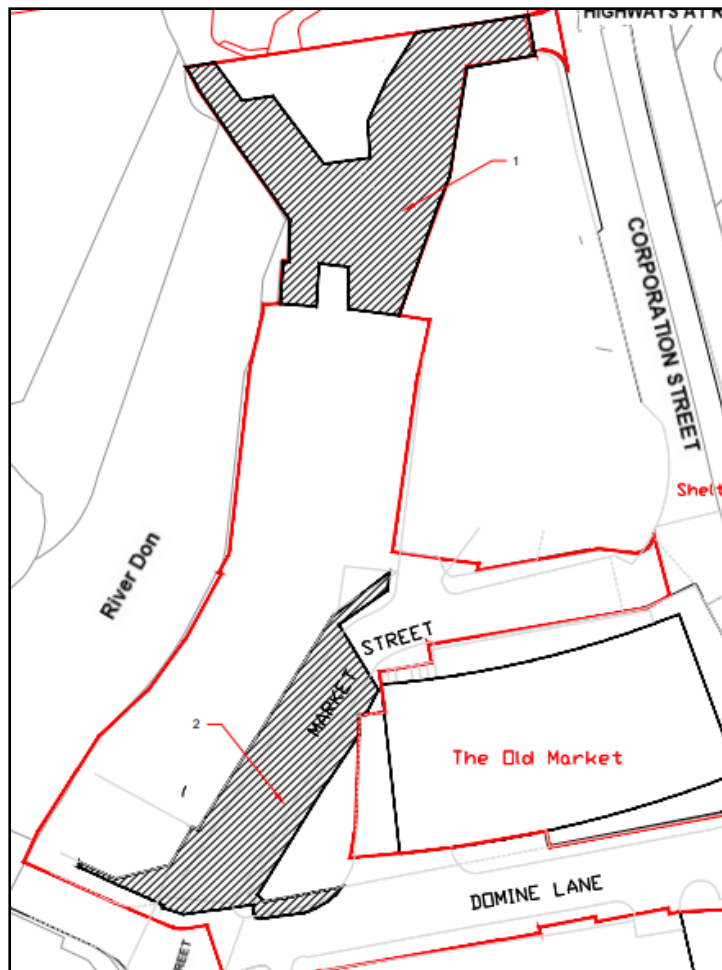 HIGHWAYS AT R
1
CORPORATION STREET
Shelt
River Don
MARKET STREET
2
The Old Market
DOMINE LANE
REET